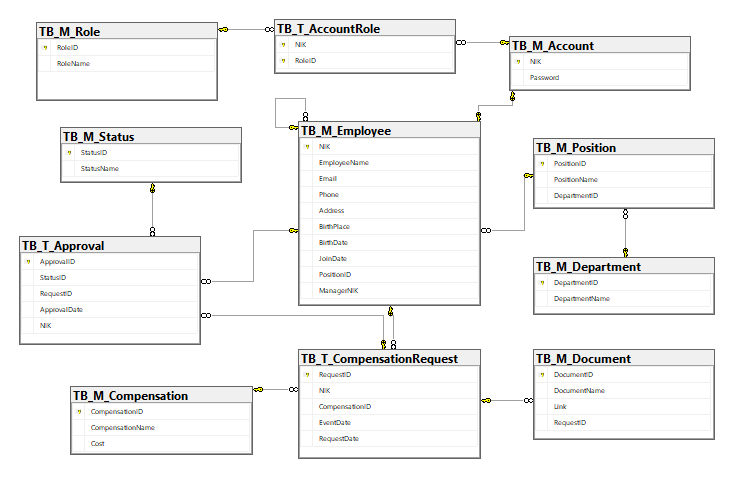 TB_M_Role
RoleID
RoleName
TB_T_AccountRole
NIK
RoleID
TB_M_Account
NIK
Password
TB_M_Status
StatusID
StatusName
TB_M_Employee
NIK
EmployeeName
Email
Phone
Address
BirthPlace
BirthDate
JoinDate
PositionID
ManagerNIK
TB_M_Position
PositionID
PositionName
DepartmentID
TB_T_Approval
ApprovalID
StatusID
RequestID
ApprovalDate
NIK
TB_M_Department
DepartmentID
DepartmentName
TB_M_Compensation
CompensationID
CompensationName
Cost
TB_T_CompensationRequest
RequestID
NIK
CompensationID
EventDate
RequestDate
TB_M_Document
DocumentID
DocumentName
Link
RequestID